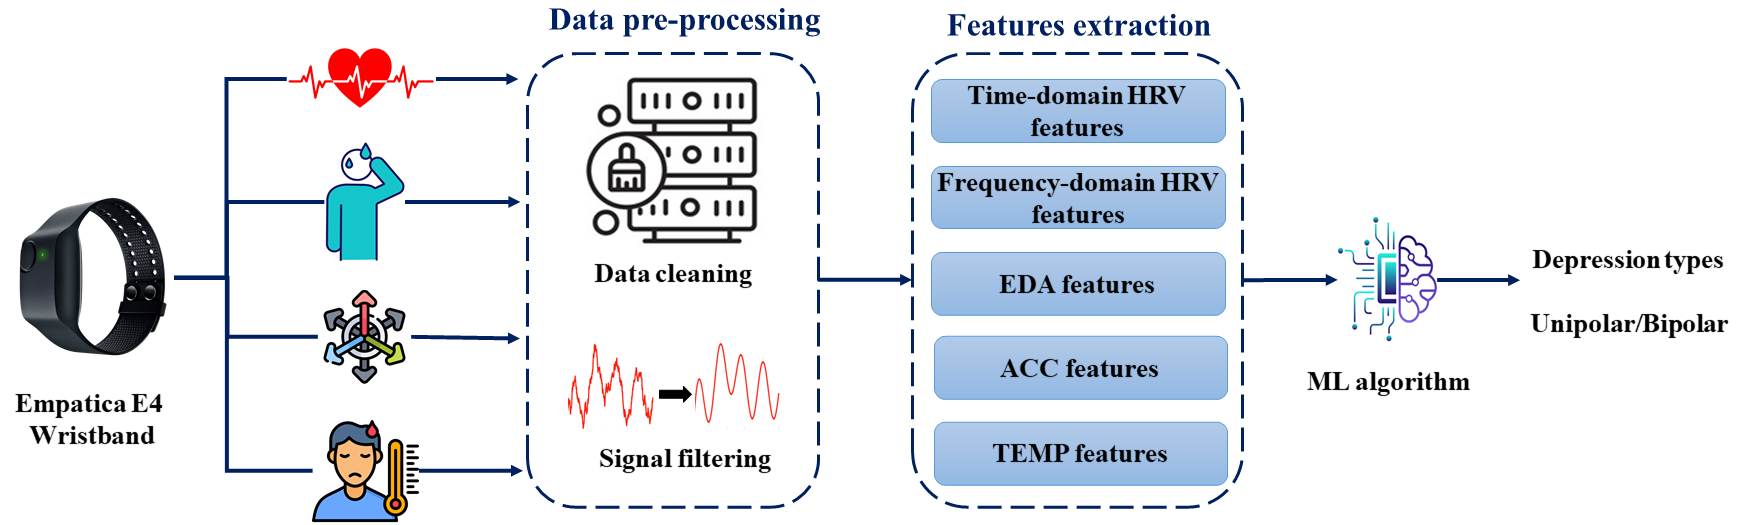 Data pre-processing
Features extraction
Time-domain HRV
features
Frequency-domain HRV
features
EDA features
ACC features
TEMP features
Data cleaning
Signal filtering
Empatica E4
Wristband
ML algorithm
Depression types
Unipolar/Bipolar